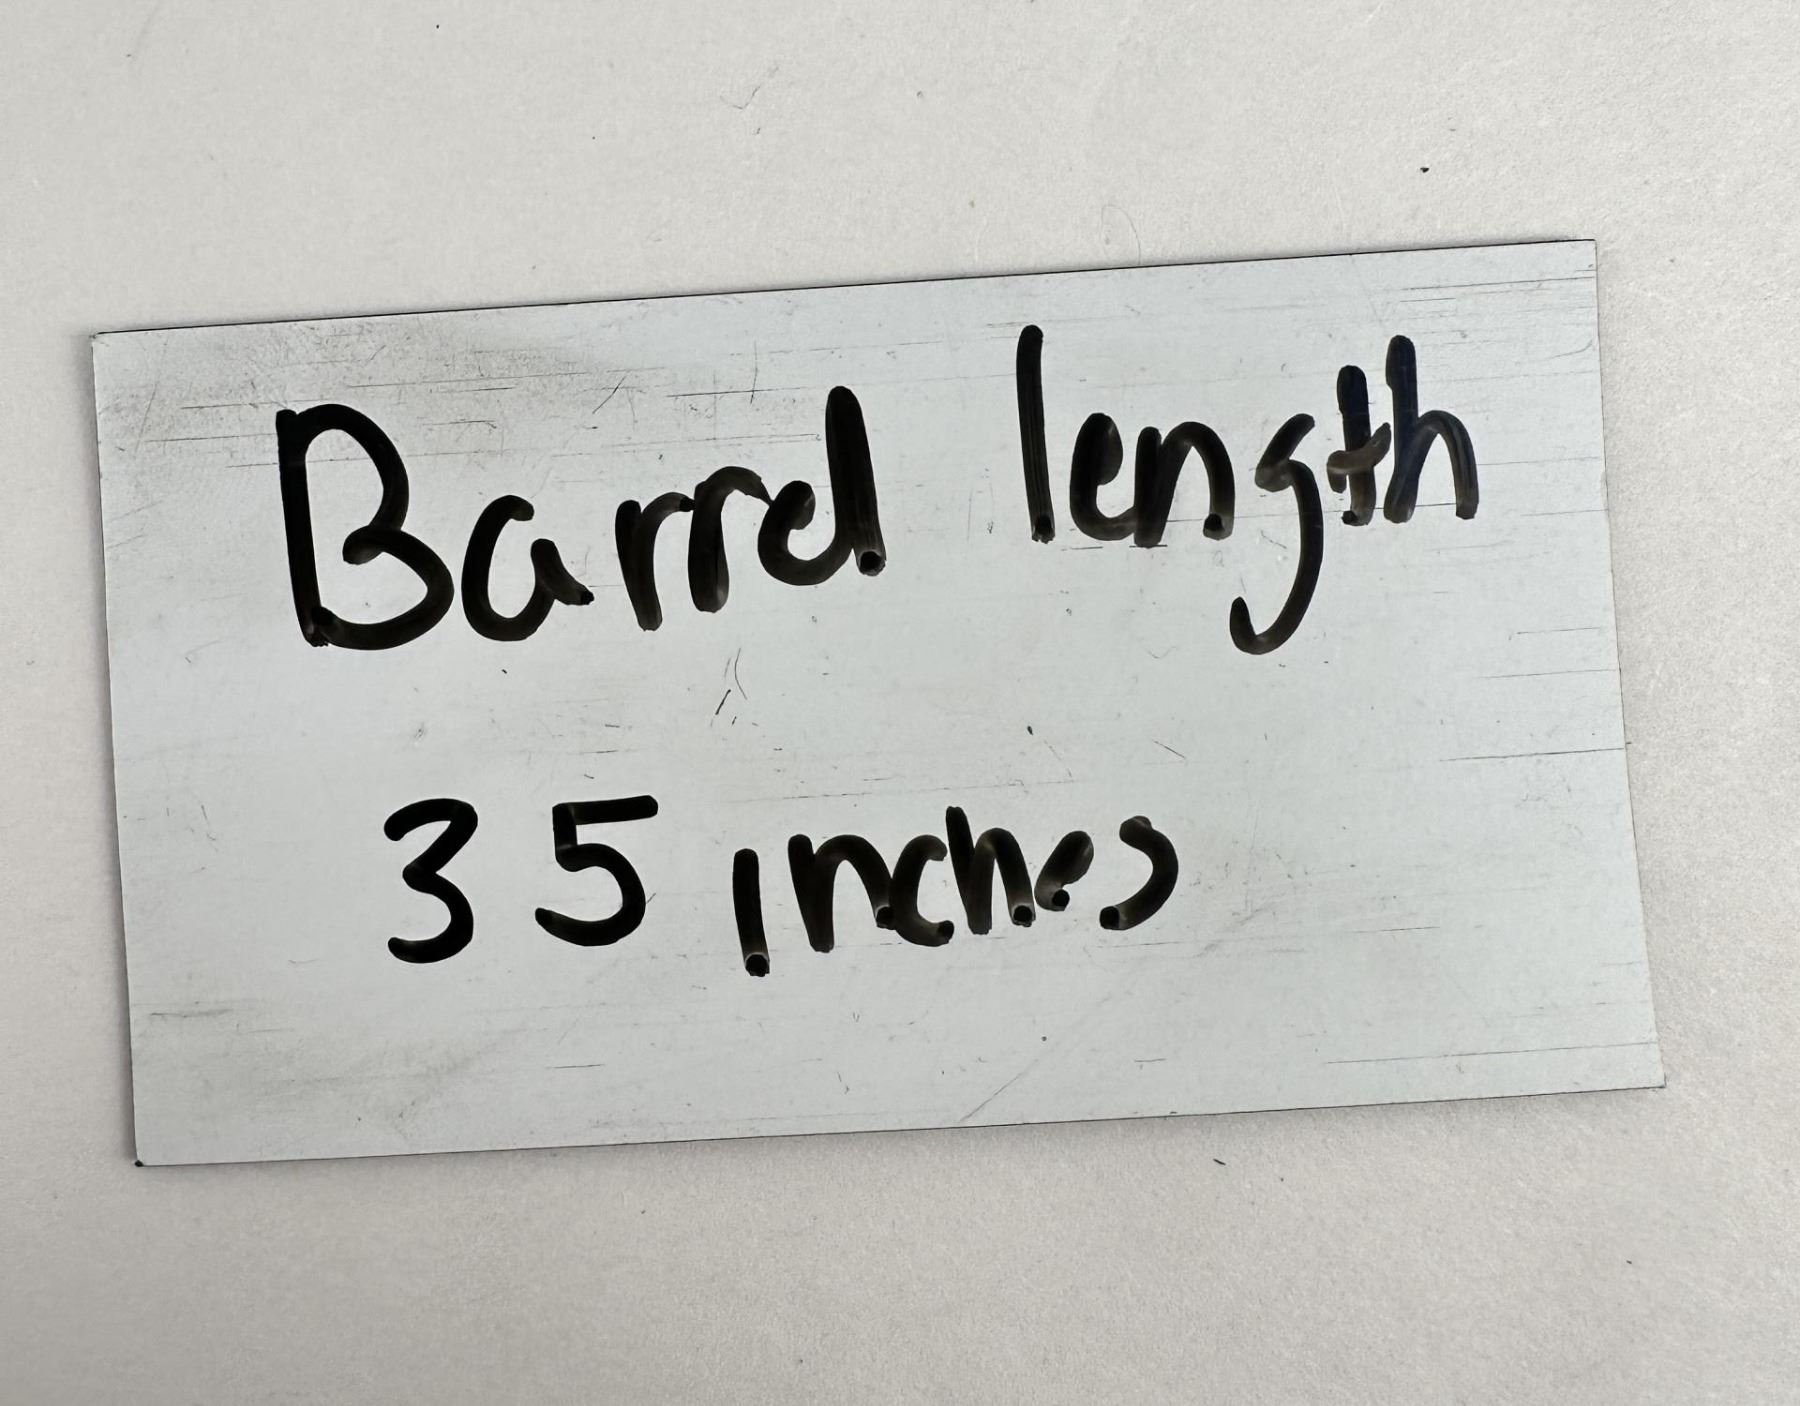 Barrel length
35 inches